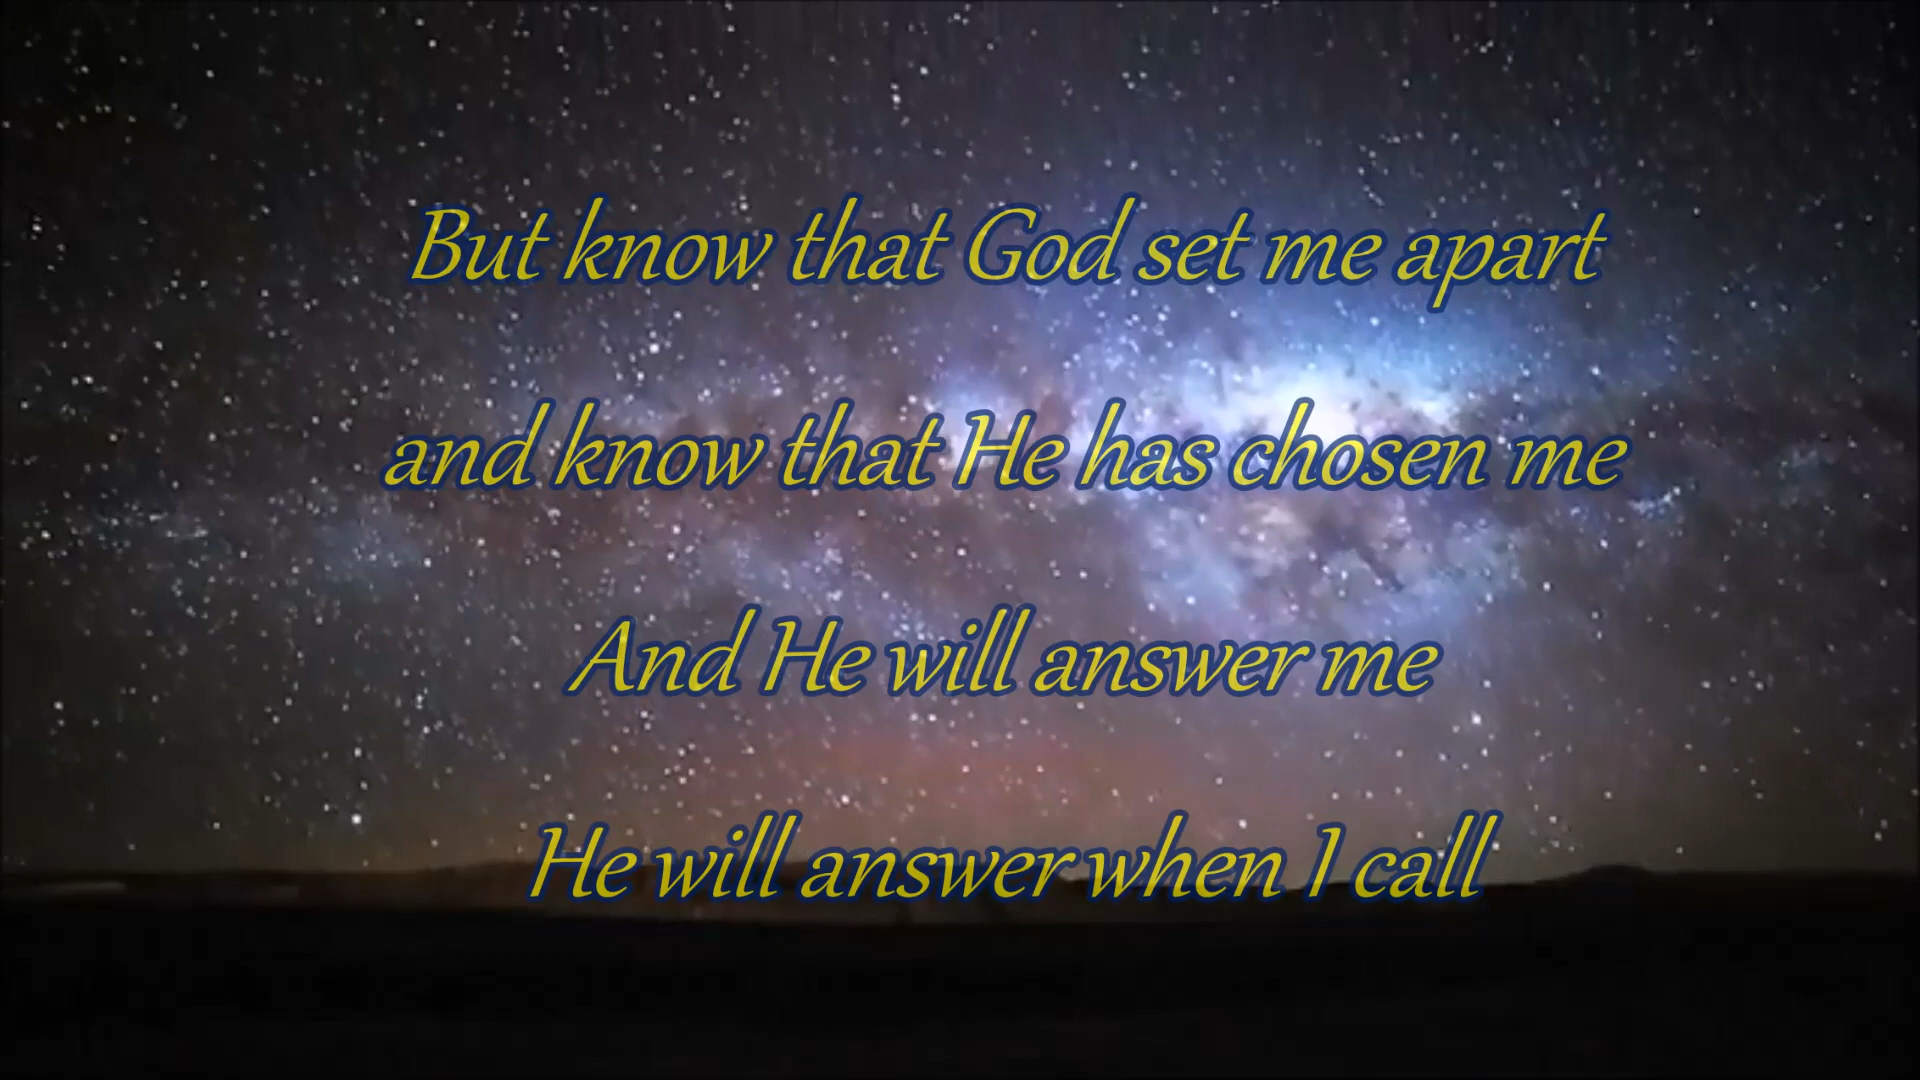 But know that God set me apart
and know that He has chosen me
And He will answer me
He will answer when I call